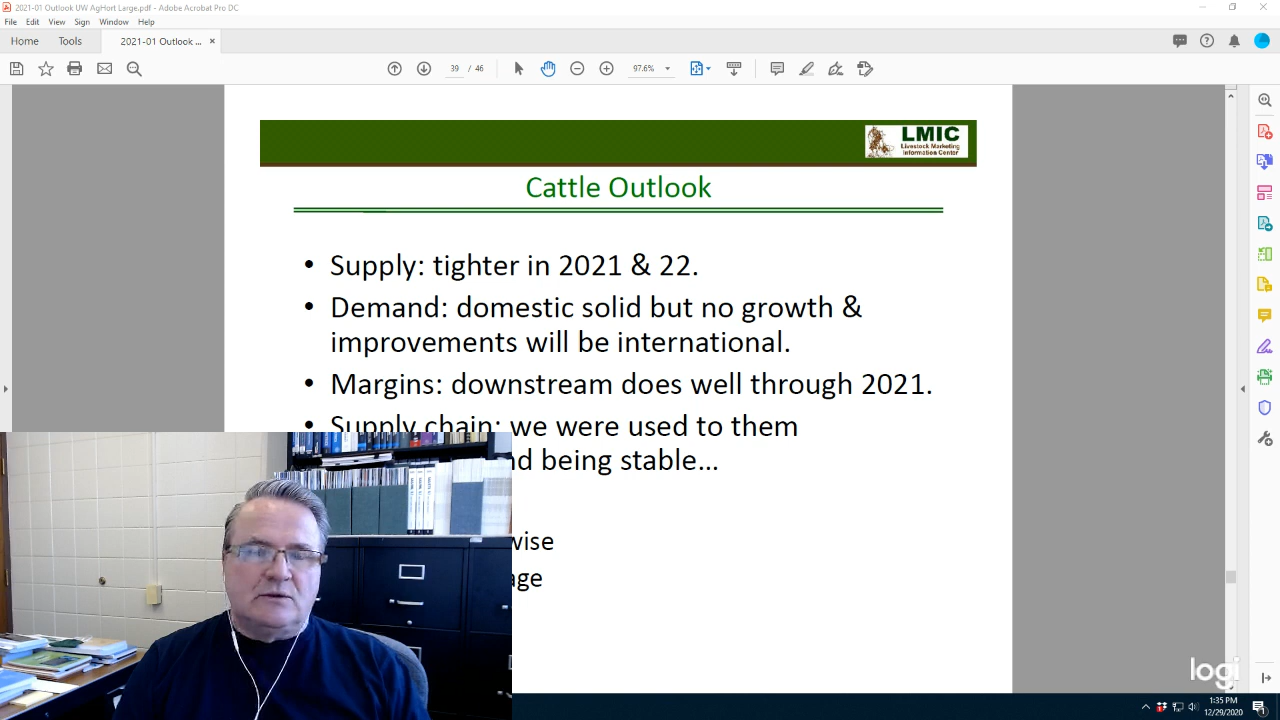 2021-01 Outlook UW AgHort Large.pdf - Adobe Acrobat Pro DC
File Edit View Sign Window Help
Home Tools 2021-01 Outlook ... ×
39 / 46 97.6%
LMIC
Livestock Marketing
Information Center
Cattle Outlook
• Supply: tighter in 2021 & 22.
• Demand: domestic solid but no growth &
improvements will be international.
• Margins: downstream does well through 2021.
• Supply chain: we were used to them
being stable...
logi
1:35 PM
12/29/2020